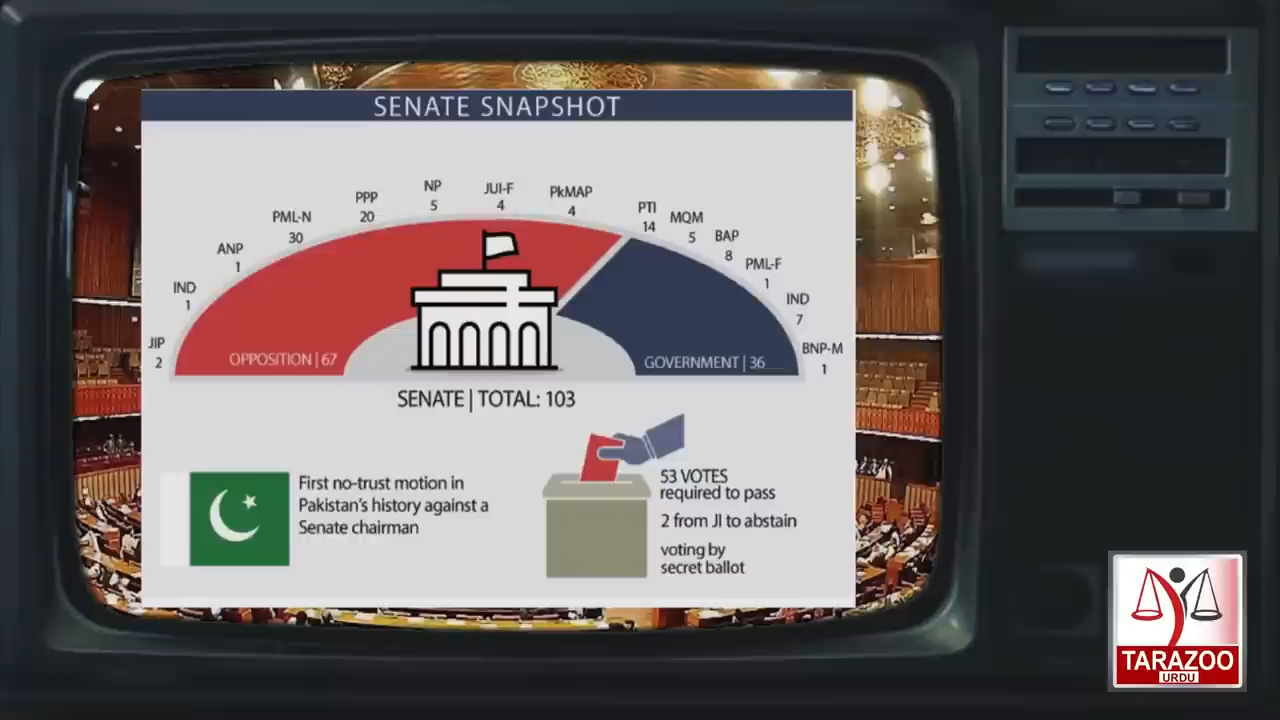 SENATE SNAPSHOT
JIP
2
IND
1
ANP
1
PML-N
30
PPP
20
NP
5
JUI-F
4
PkMAP
4
PTI
14
MQM
5
BAP
8
PML-F
1
IND
7
BNP-M
1
OPPOSITION | 67
GOVERNMENT | 36
SENATE | TOTAL: 103
First no-trust motion in
Pakistan's history against a
Senate chairman
53 VOTES
required to pass
2 from JI to abstain
voting by
secret ballot
TARAZOO
URDU